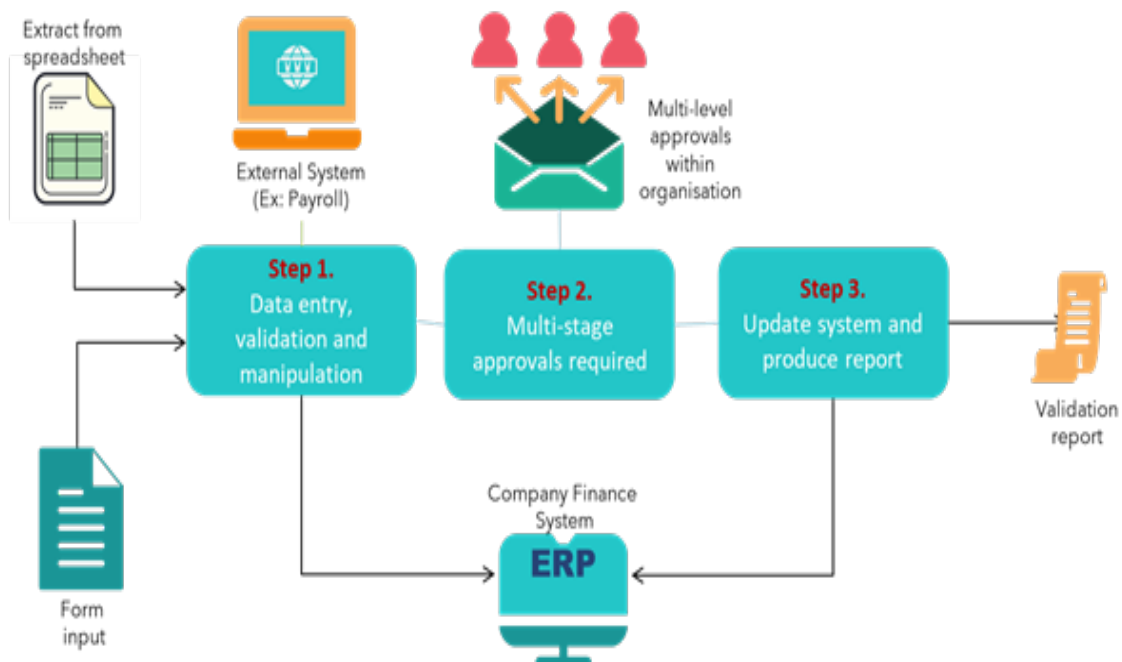 Extract from
spreadsheet
VVV
External System
(Ex: Payroll)
Multi-level
approvals
within
organisation
Step 1.
Data entry,
validation and
manipulation
Step 2.
Multi-stage
approvals required
Step 3.
Update system and
produce report
Validation
report
Form
input
Company Finance
System
ERP